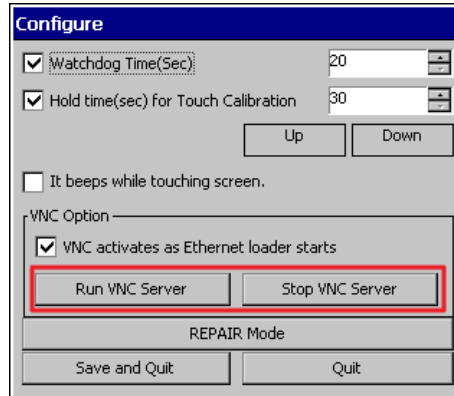 Configure
Watchdog Time(Sec) 20
Hold time(sec) for Touch Calibration 30
Up Down
It beeps while touching screen.
VNC Option
VNC activates as Ethernet loader starts
Run VNC Server Stop VNC Server
REPAIR Mode
Save and Quit Quit